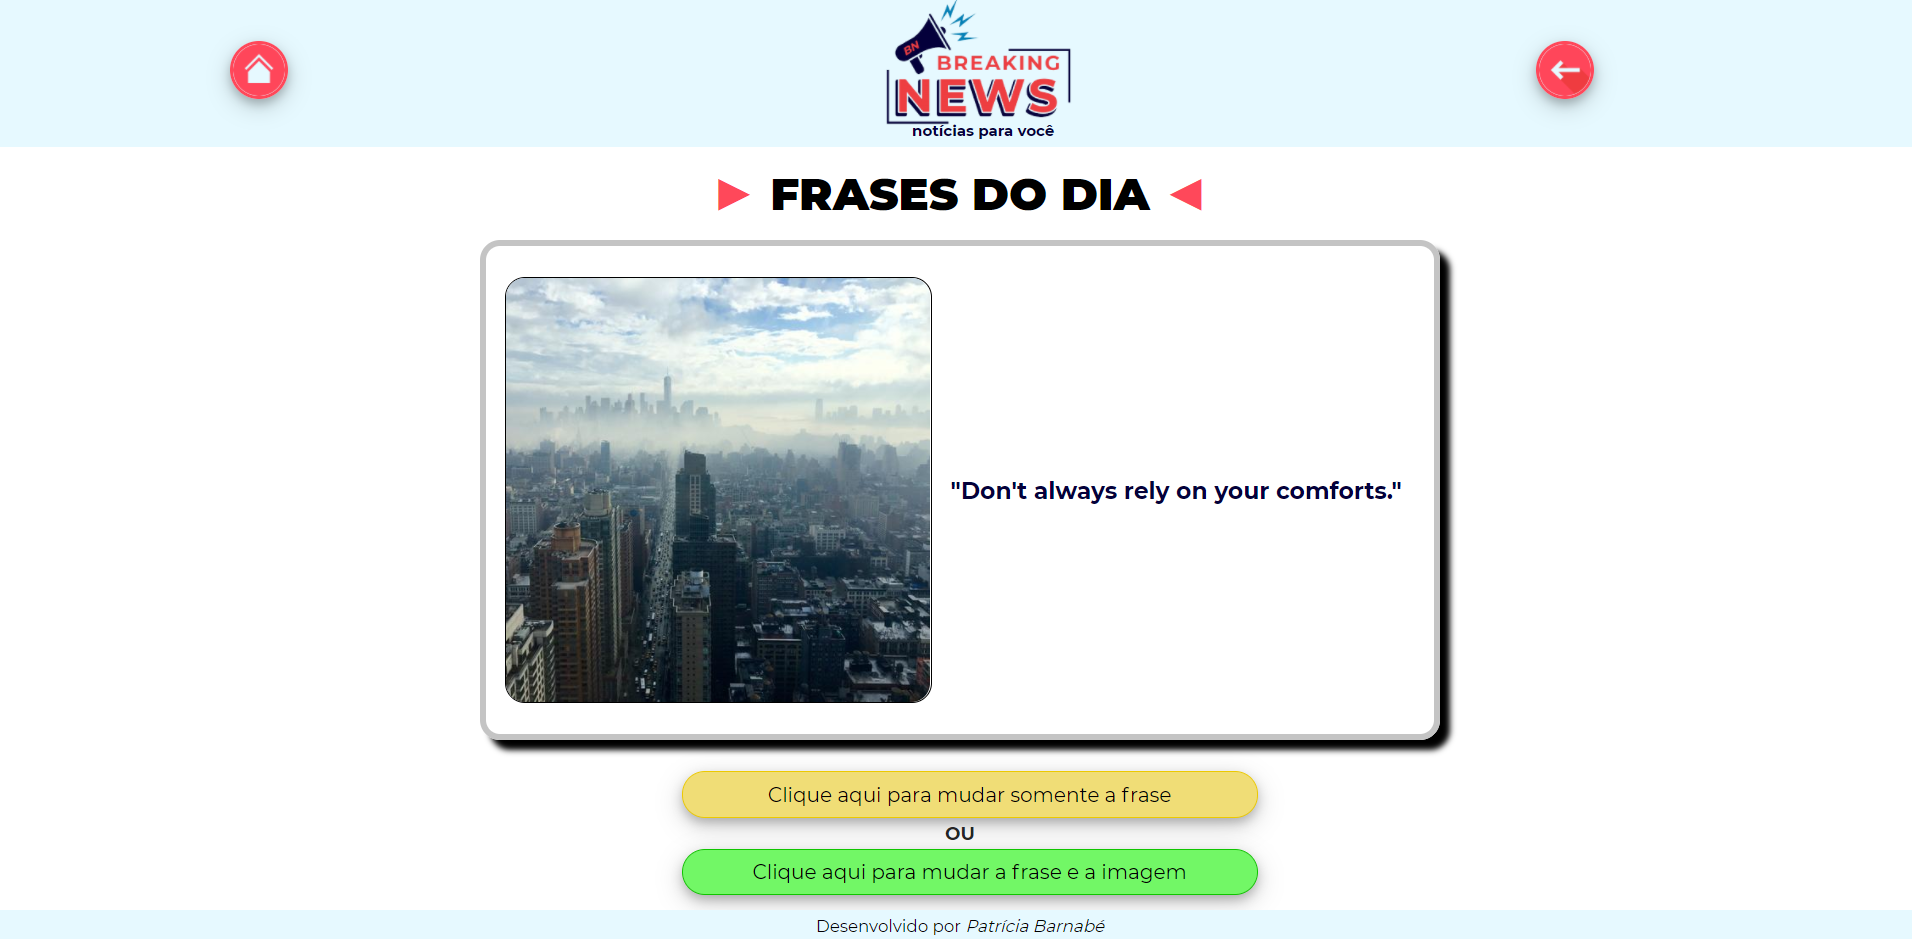 BN
BREAKING
NEWS
notícias para você
► FRASES DO DIA ◄
"Don't always rely on your comforts."
Clique aqui para mudar somente a frase
OU
Clique aqui para mudar a frase e a imagem
Desenvolvido por Patrícia Barnabé